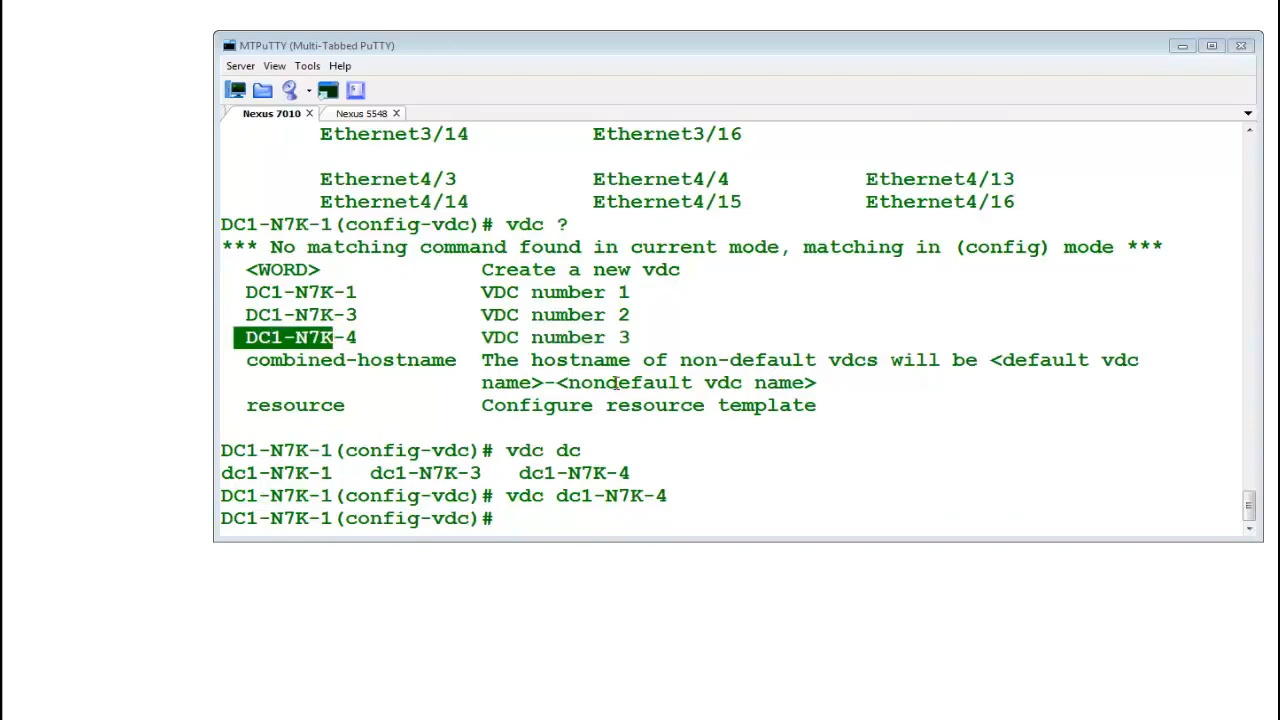 MTPuTTY (Multi-Tabbed PuTTY)
Server View Tools Help
Nexus 7010 Nexus 5548
Ethernet3/14 Ethernet3/16
Ethernet4/3 Ethernet4/4 Ethernet4/13
Ethernet4/14 Ethernet4/15 Ethernet4/16
DC1-N7K-1(config-vdc)# vdc ?
*** No matching command found in current mode, matching in (config) mode ***
<WORD> Create a new vdc
DC1-N7K-1 VDC number 1
DC1-N7K-3 VDC number 2
DC1-N7K-4 VDC number 3
combined-hostname The hostname of non-default vdcs will be <default vdc
name>-<nondefault vdc name>
resource Configure resource template
DC1-N7K-1(config-vdc)# vdc dc
dc1-N7K-1 dc1-N7K-3 dc1-N7K-4
DC1-N7K-1(config-vdc)# vdc dc1-N7K-4
DC1-N7K-1(config-vdc)#